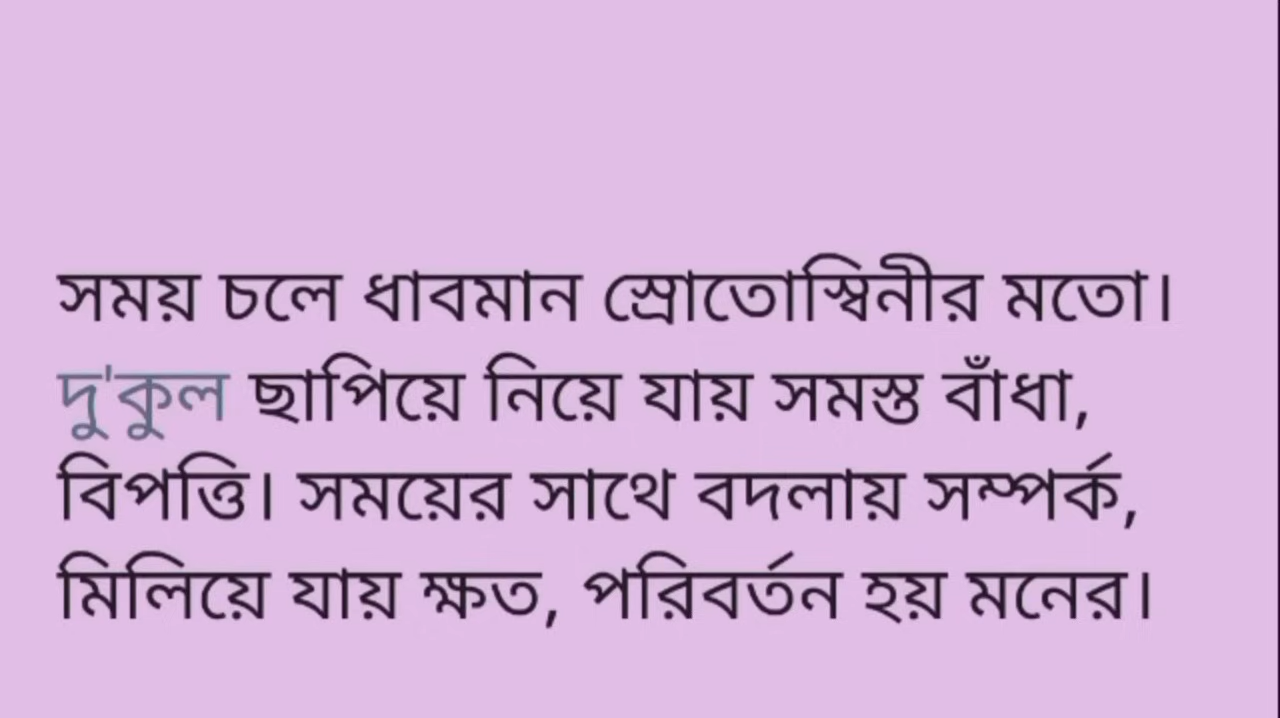 সময় চলে ধাবমান স্রোতোস্বিনীর মতো।
দু'কুল ছাপিয়ে নিয়ে যায় সমস্ত বাঁধা,
বিপত্তি। সময়ের সাথে বদলায় সম্পর্ক,
মিলিয়ে যায় ক্ষত, পরিবর্তন হয় মনের।